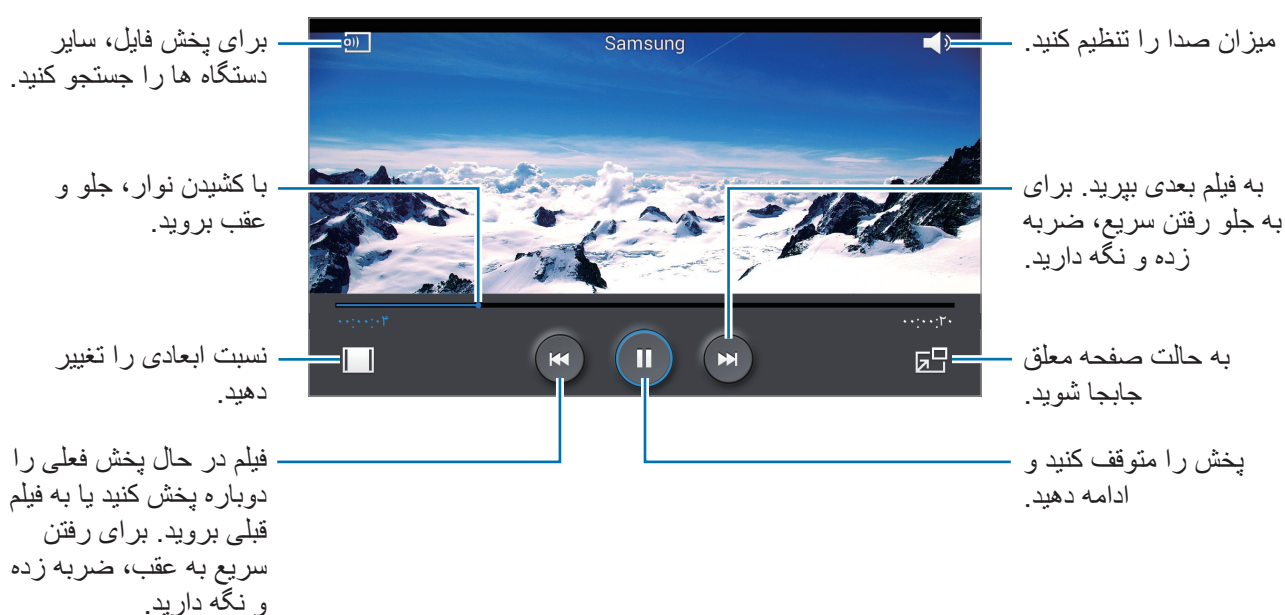 Samsung
میزان صدا را تنظیم کنید.
به فیلم بعدی بپرید. برای
به جلو رفتن سریع، ضربه
زده و نگه دارید.
به حالت صفحه معلق
جابجا شوید.
پخش را متوقف کنید و
ادامه دهید.
برای پخش فایل، سایر
دستگاه ها را جستجو کنید.
با کشیدن نوار، جلو و
عقب بروید.
نسبت ابعادی را تغییر
دهید.
فیلم در حال پخش فعلی را
دوباره پخش کنید یا به فیلم
قبلی بروید. برای رفتن
سریع به عقب، ضربه زده
و نگه دارید.
۰۰:۰۰:۰۳
۰۰:۰۰:۲۰